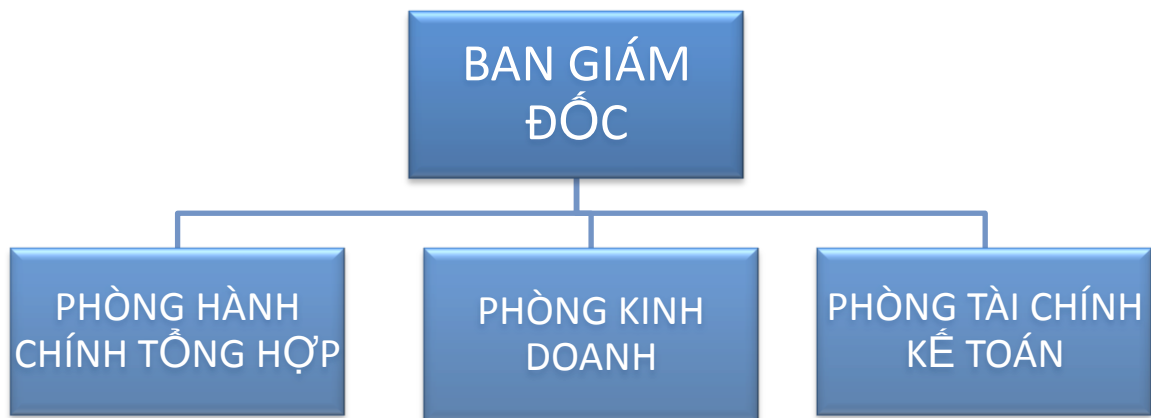 BAN GIÁM
ĐỐC
PHÒNG HÀNH
CHÍNH TỔNG HỢP
PHÒNG KINH
DOANH
PHÒNG TÀI CHÍNH
KẾ TOÁN